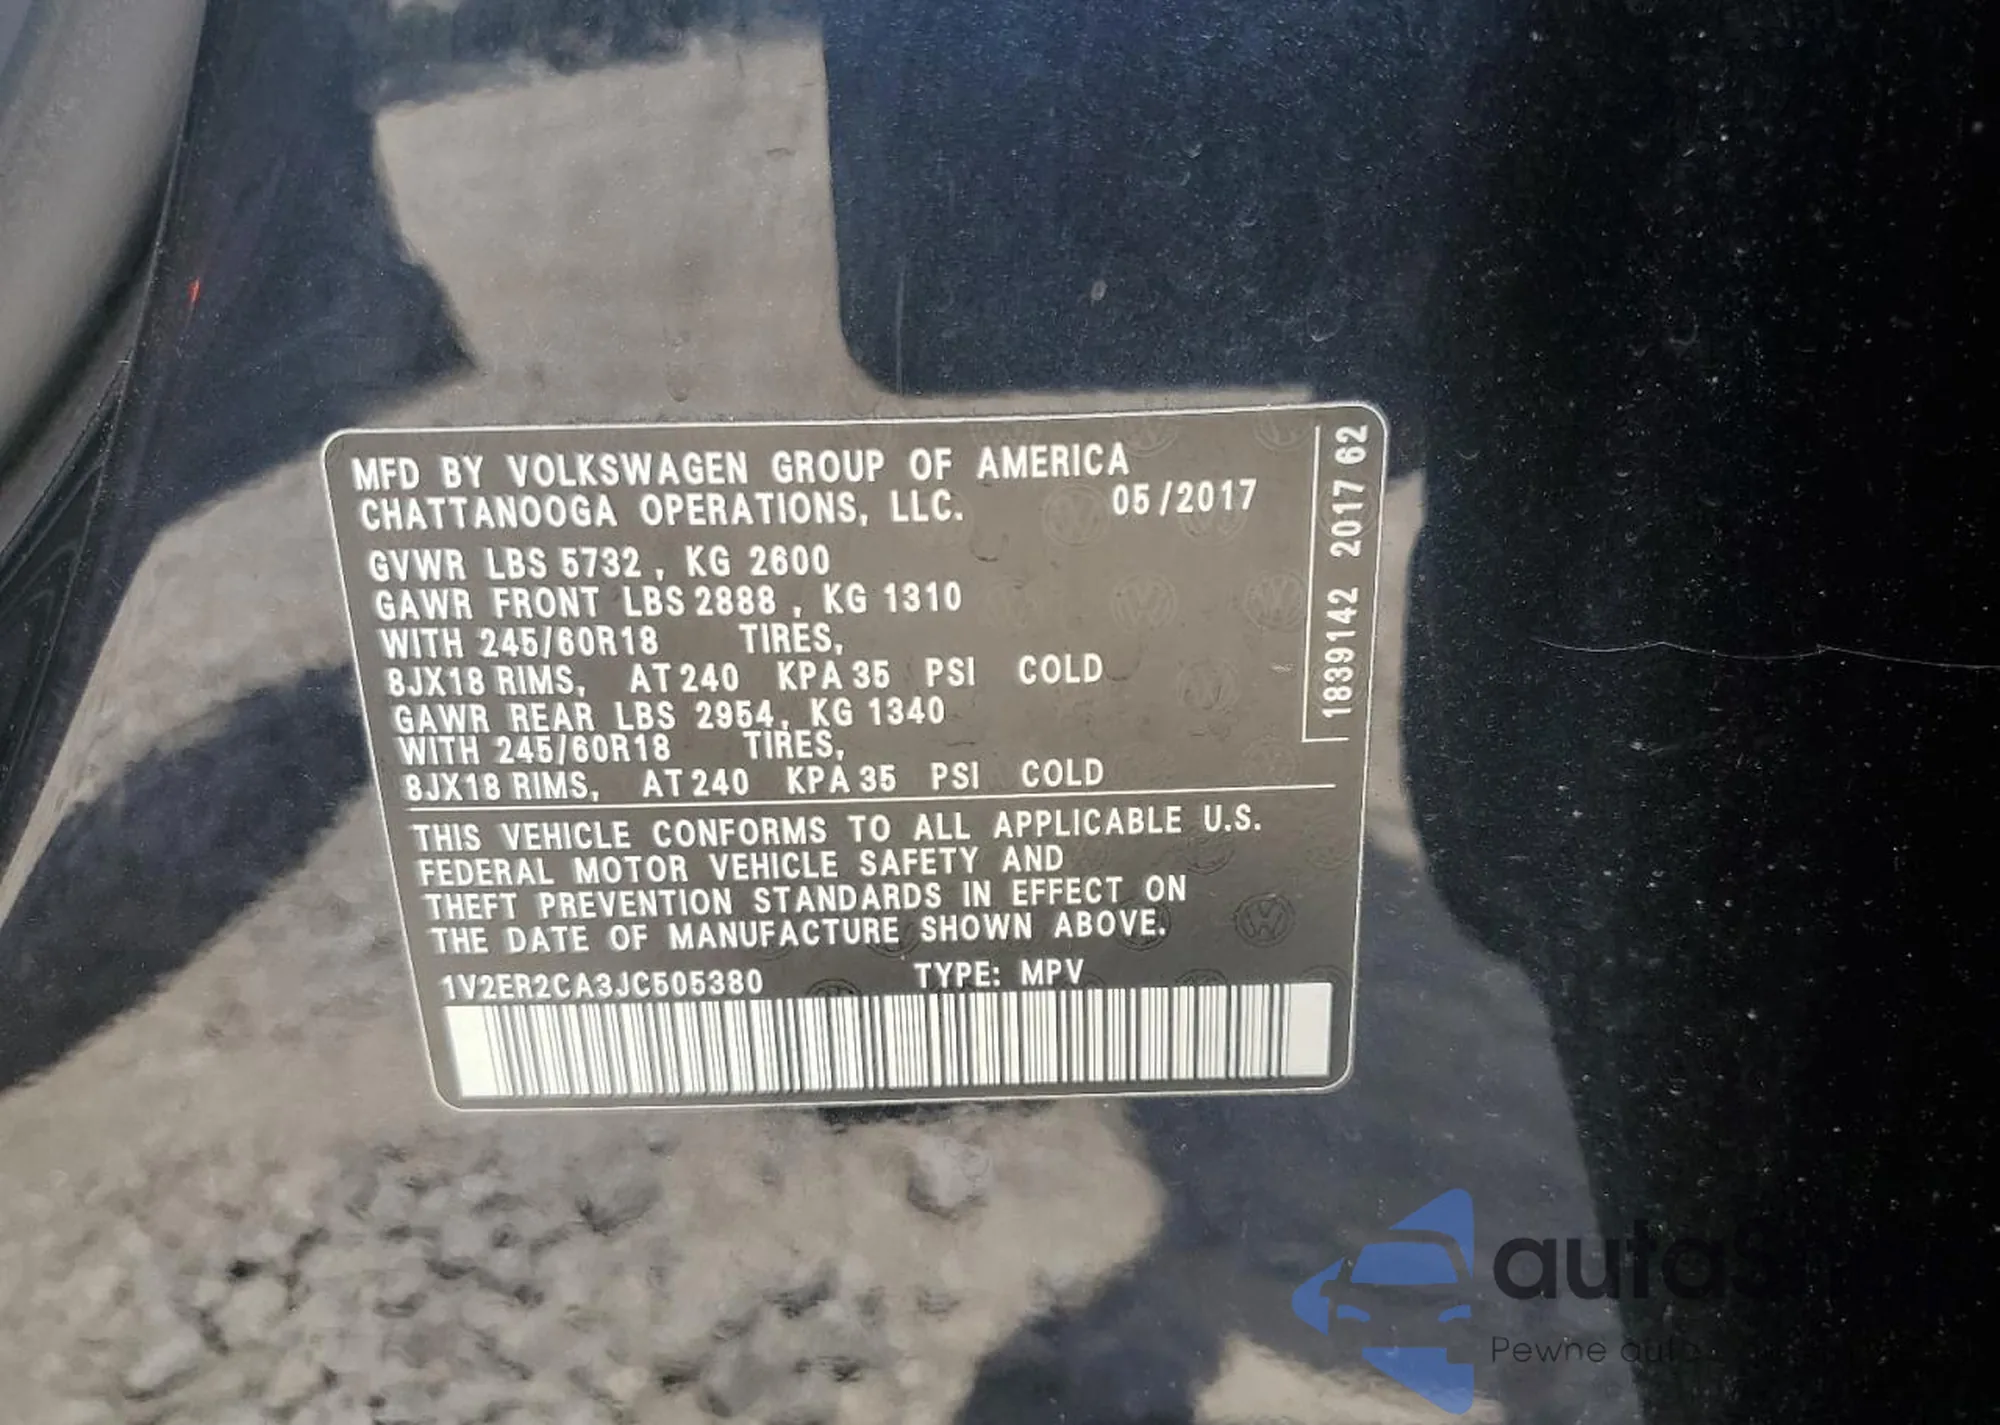 MFD BY VOLKSWAGEN GROUP OF AMERICA
CHATTANOOGA OPERATIONS, LLC. 05/2017
GVWR LBS 5732, KG 2600
GAWR FRONT LBS 2888, KG 1310
WITH 245/60R18 TIRES,
8JX18 RIMS, AT 240 KPA 35 PSI COLD
GAWR REAR LBS 2954, KG 1340
WITH 245/60R18 TIRES,
8JX18 RIMS, AT 240 KPA 35 PSI COLD
THIS VEHICLE CONFORMS TO ALL APPLICABLE U.S.
FEDERAL MOTOR VEHICLE SAFETY AND
THEFT PREVENTION STANDARDS IN EFFECT ON
THE DATE OF MANUFACTURE SHOWN ABOVE.
1V2ER2CA3JC505380 TYPE: MPV
1839142 2017 62
Pewne auto